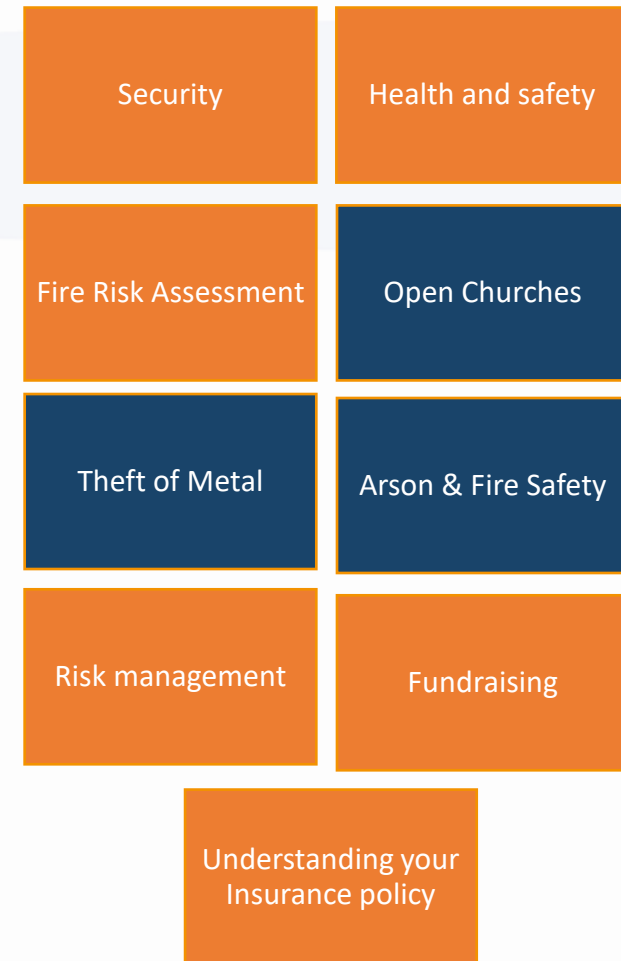 Security
Health and safety
Fire Risk Assessment
Open Churches
Theft of Metal
Arson & Fire Safety
Risk management
Fundraising
Understanding your
Insurance policy